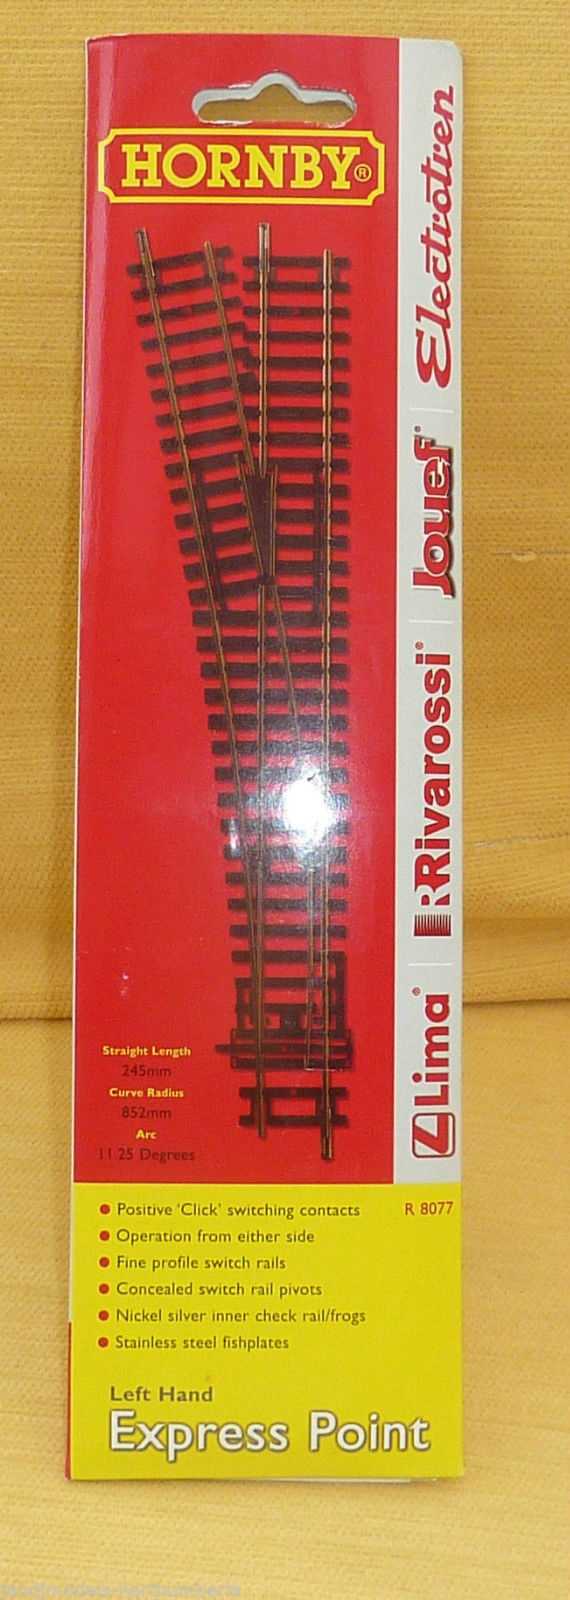 HORNBY®
Electrotren
Jouef®
RRivarossi®
Lima®
Straight Length
245mm
Curve Radius
852mm
Arc
11.25 Degrees
R 8077
Positive 'Click' switching contacts
Operation from either side
Fine profile switch rails
Concealed switch rail pivots
Nickel silver inner check rail/frogs
Stainless steel fishplates
Left Hand
Express Point